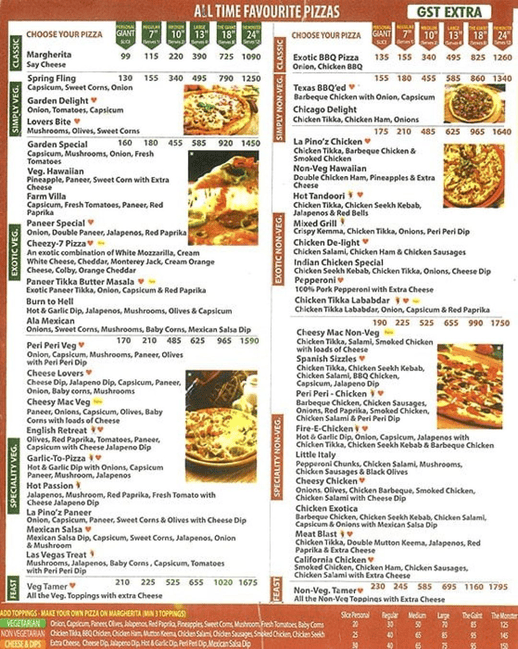 ALL TIME FAVOURITE PIZZAS
GST EXTRA
CHOOSE YOUR PIZZA
PERSONAL GIANT SLICE
REGULAR 7"
MEDIUM 10"
LARGE 13"
THE GIANT 18"
THE MONSTER 24"
CLASSIC
Margherita 99 115 220 390 725 1090
Say Cheese
SIMPLY VEG.
Spring Fling 130 155 340 495 790 1250
Capsicum, Sweet Corn, Onion
Garden Delight
Onion, Tomatoes, Capsicum
Lovers Bite
Mushrooms, Olives, Sweet Corn
EXOTIC VEG.
Garden Special 160 180 455 585 920 1450
Capsicum, Mushrooms, Onion, Fresh
Tomatoes
Veg. Hawaiian
Pineapple, Paneer, Sweet Corn with Extra
Cheese
Farm Villa
Capsicum, Fresh Tomatoes, Paneer, Red
Paprika
Paneer Special
Onion, Double Paneer, Jalapenos, Red Paprika
Cheezy-7 Pizza
An exotic combination of White Mozzarilla, Cream
White Cheese, Cheddar, Monterey Jack, Cream Orange
Cheese, Colby, Orange Cheddar
Paneer Tikka Butter Masala
Exotic Paneer Tikka, Onion, Capsicum & Red Paprika
Burn to Hell
Hot & Garlic Dip, Jalapenos, Mushrooms, Olives & Capsicum
Ala Mexican
Onions, Sweet Corn, Mushrooms, Baby Corn, Mexican Salsa Dip
SPECIALITY VEG.
170 210 485 625 965 1590
Peri Peri Veg
Onion, Capsicum, Mushrooms, Paneer, Olives
with Peri Peri Dip
Cheese Lovers
Cheese Dip, Jalapeno Dip, Capsicum, Paneer,
Onion, Baby corn, Mushrooms
Cheesy Mac Veg
Paneer, Onions, Capsicum, Olives, Baby
Corn with loads of Cheese
English Retreat
Olives, Red Paprika, Tomatoes, Paneer,
Capsicum with Cheese Jalapeno Dip
Garlic-To-Pizza
Hot & Garlic Dip with Onions, Capsicum
Paneer, Mushroom, Jalapenos
Hot Passion
Jalapenos, Mushroom, Red Paprika, Fresh Tomato with
Cheese Jalapeno Dip
La Pino'z Paneer
Onion, Capsicum, Paneer, Sweet Corns & Olives with Cheese Dip
Mexican Salsa
Mexican Salsa Dip, Capsicum, Sweet Corn, Jalapenos, Onion
& Mushroom
Las Vegas Treat
Mushrooms, Jalapenos, Baby Corn, Capsicum, Tomatoes
with Peri Peri Dip
FEAST
Veg Tamer 210 225 525 655 1020 1675
All the Veg. Toppings with extra Cheese
CHOOSE YOUR PIZZA
PERSONAL GIANT SLICE
REGULAR 7"
MEDIUM 10"
LARGE 13"
THE GIANT 18"
THE MONSTER 24"
CLASSIC
Exotic BBQ Pizza 135 155 340 495 825 1260
Onion, Chicken BBQ
SIMPLY NON-VEG.
155 180 455 585 860 1340
Texas BBQ'ed
Barbeque Chicken with Onion, Capsicum
Chicago Delight
Chicken Tikka, Chicken Ham, Onions
EXOTIC NON-VEG.
175 210 485 625 965 1640
La Pino'z Chicken
Chicken Tikka, Barbeque Chicken &
Smoked Chicken
Non-Veg Hawaiian
Double Chicken Ham, Pineapples & Extra
Cheese
Hot Tandoori
Chicken Tikka, Chicken Seekh Kebab,
Jalapenos & Red Bells
Mixed Grill
Crispy Kemma, Chicken Tikka, Onions, Peri Peri Dip
Chicken De-light
Chicken Salami, Chicken Ham & Chicken Sausages
Indian Chicken Special
Chicken Seekh Kebab, Chicken Tikka, Onions, Cheese Dip
Pepperoni
100% Pork Pepperoni with Extra Cheese
Chicken Tikka Lababdar
Chicken Tikka Lababdar, Onion, Capsicum & Red Paprika
SPECIALITY NON-VEG.
190 225 525 655 990 1750
Cheesy Mac Non-Veg
Chicken Tikka, Salami, Smoked Chicken
with loads of Cheese
Spanish Sizzles
Chicken Tikka, Chicken Seekh Kebab,
Chicken Salami, BBQ Chicken,
Capsicum, Jalapeno Dip
Peri Peri - Chicken
Barbeque Chicken, Chicken Sausages,
Onions, Red Paprika, Smoked Chicken,
Chicken Salami & Peri Peri Dip
Fire-E-Chicken
Hot & Garlic Dip, Onion, Capsicum, Jalapenos with
Chicken Tikka, Chicken Seekh Kebab & Barbeque Chicken
Little Italy
Pepperoni Chunks, Chicken Salami, Mushrooms,
Chicken Sausages & Black Olives
Cheesy Chicken
Onions, Olives, Chicken Barbeque, Smoked Chicken,
Chicken Salami with Cheese Dip
Chicken Exotica
Barbeque Chicken, Chicken Seekh Kebab, Chicken Salami,
Capsicum & Onions with Mexican Salsa Dip
Meat Blast
Chicken Tikka, Double Mutton Keema, Jalapenos, Red
Paprika & Extra Cheese
California Chicken
Smoked Chicken, Chicken Ham, Chicken Sausages,
Chicken Salami with Extra Cheese
FEAST
230 245 585 695 1160 1795
Non-Veg. Tamer
All the Non-Veg Toppings with extra Cheese
ADD TOPPINGS - MAKE YOUR OWN PIZZA ON MARGHERITA (MIN 3 TOPPINGS) Slice Personal Regular Medium Large The Gaint The Monster
VEGETARIAN Onion, Capsicum, Paneer, Olives, Jalapenos, Red Paprika, Pineapples, Sweet Corn, Mushroom, Fresh Tomatoes, Baby Corn 20 30 50 70 85 125
NON VEGETARIAN Chicken Tikka, BBQ Chicken, Chicken Ham, Mutton Keema, Chicken Salami, Chicken Sausages, Smoked Chicken, Chicken Seekh 25 40 65 85 95 145
CHEESE & DIPS Extra Cheese, Cheese Dip, Jalapeno Dip, Hot & Garlic Dip, Peri Peri Dip, Mexican Salsa Dip 30 40 65 75 95 150